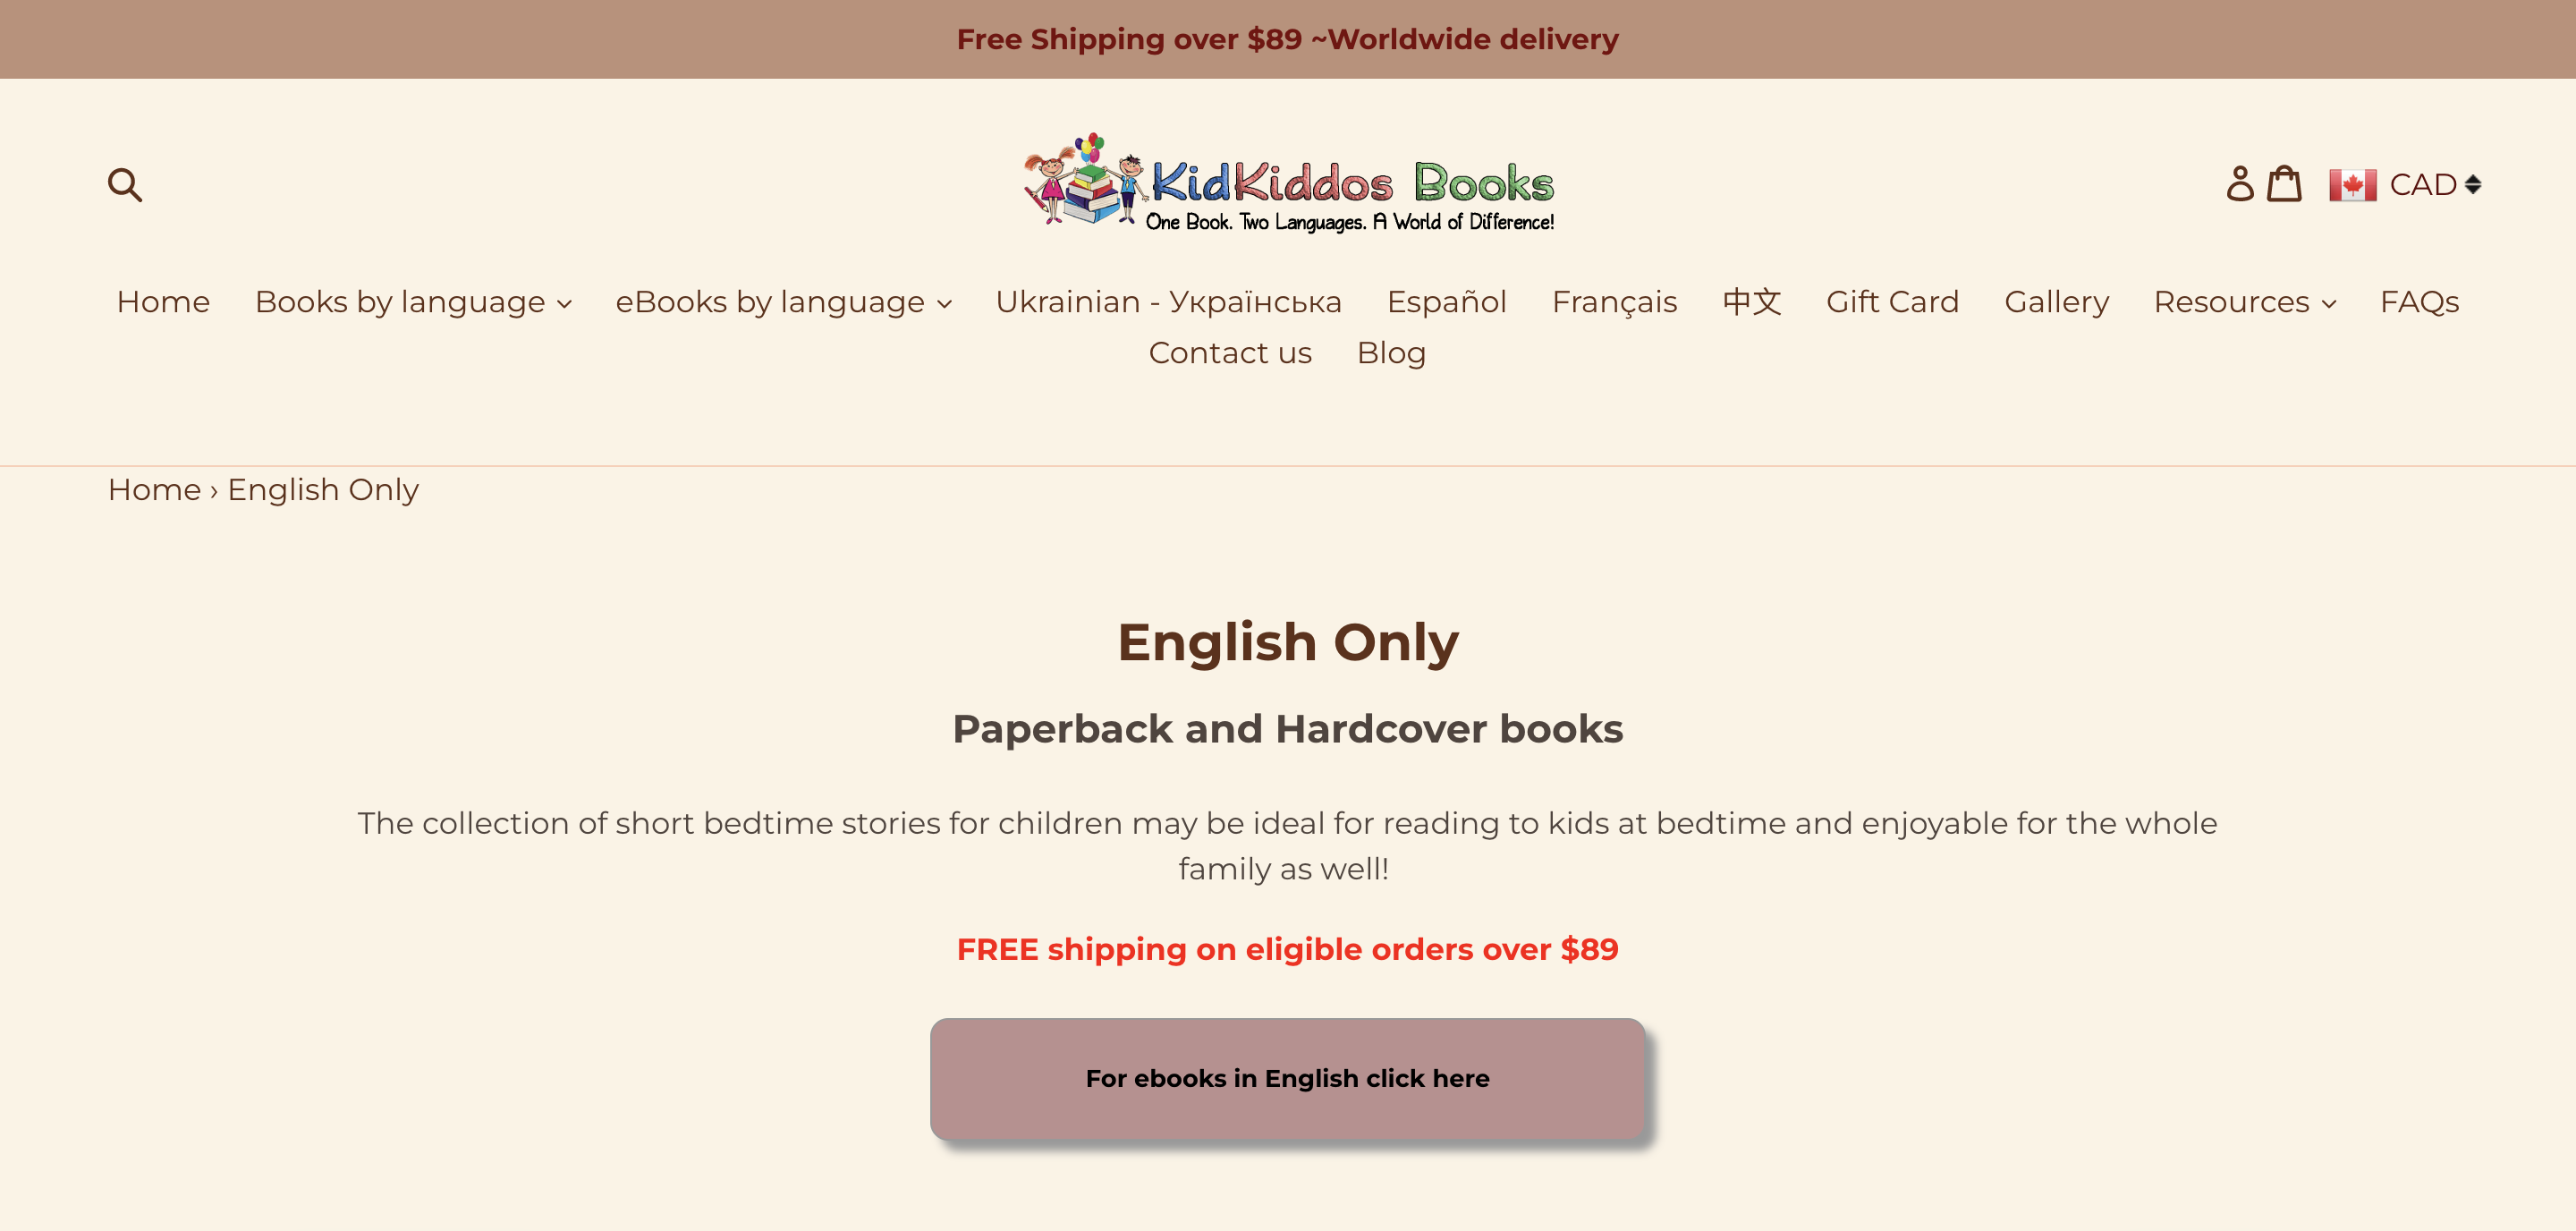 Free Shipping over $89 ~Worldwide delivery
KidKiddos Books
One Book. Two Languages. A World of Difference!
CAD
Home Books by language eBooks by language Ukrainian - Українська Español Français 中文 Gift Card Gallery Resources FAQs
Contact us Blog
Home › English Only
English Only
Paperback and Hardcover books
The collection of short bedtime stories for children may be ideal for reading to kids at bedtime and enjoyable for the whole
family as well!
FREE shipping on eligible orders over $89
For ebooks in English click here